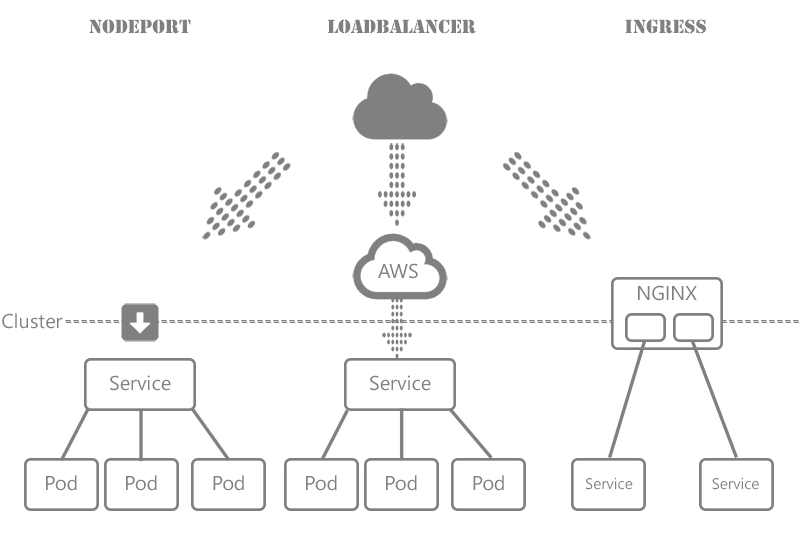 NODEPORT
LOADBALANCER
INGRESS
AWS
NGINX
Cluster
Service
Service
Pod
Pod
Pod
Pod
Pod
Pod
Service
Service